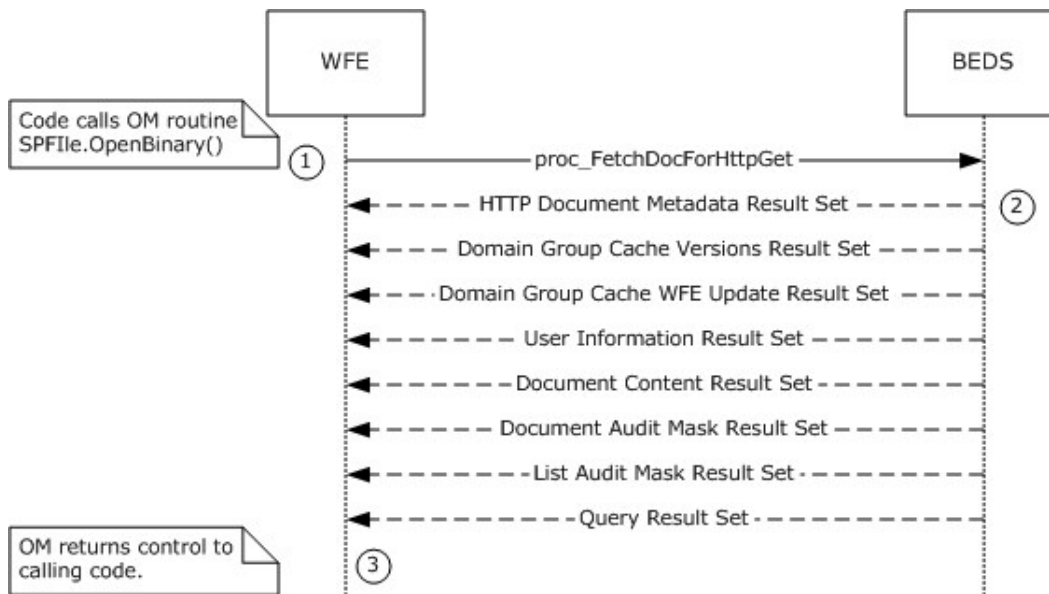 WFE
BEDS
Code calls OM routine
SPFIle.OpenBinary()
1
proc_FetchDocForHttpGet
HTTP Document Metadata Result Set
2
Domain Group Cache Versions Result Set
Domain Group Cache WFE Update Result Set
User Information Result Set
Document Content Result Set
Document Audit Mask Result Set
List Audit Mask Result Set
Query Result Set
OM returns control to
calling code.
3